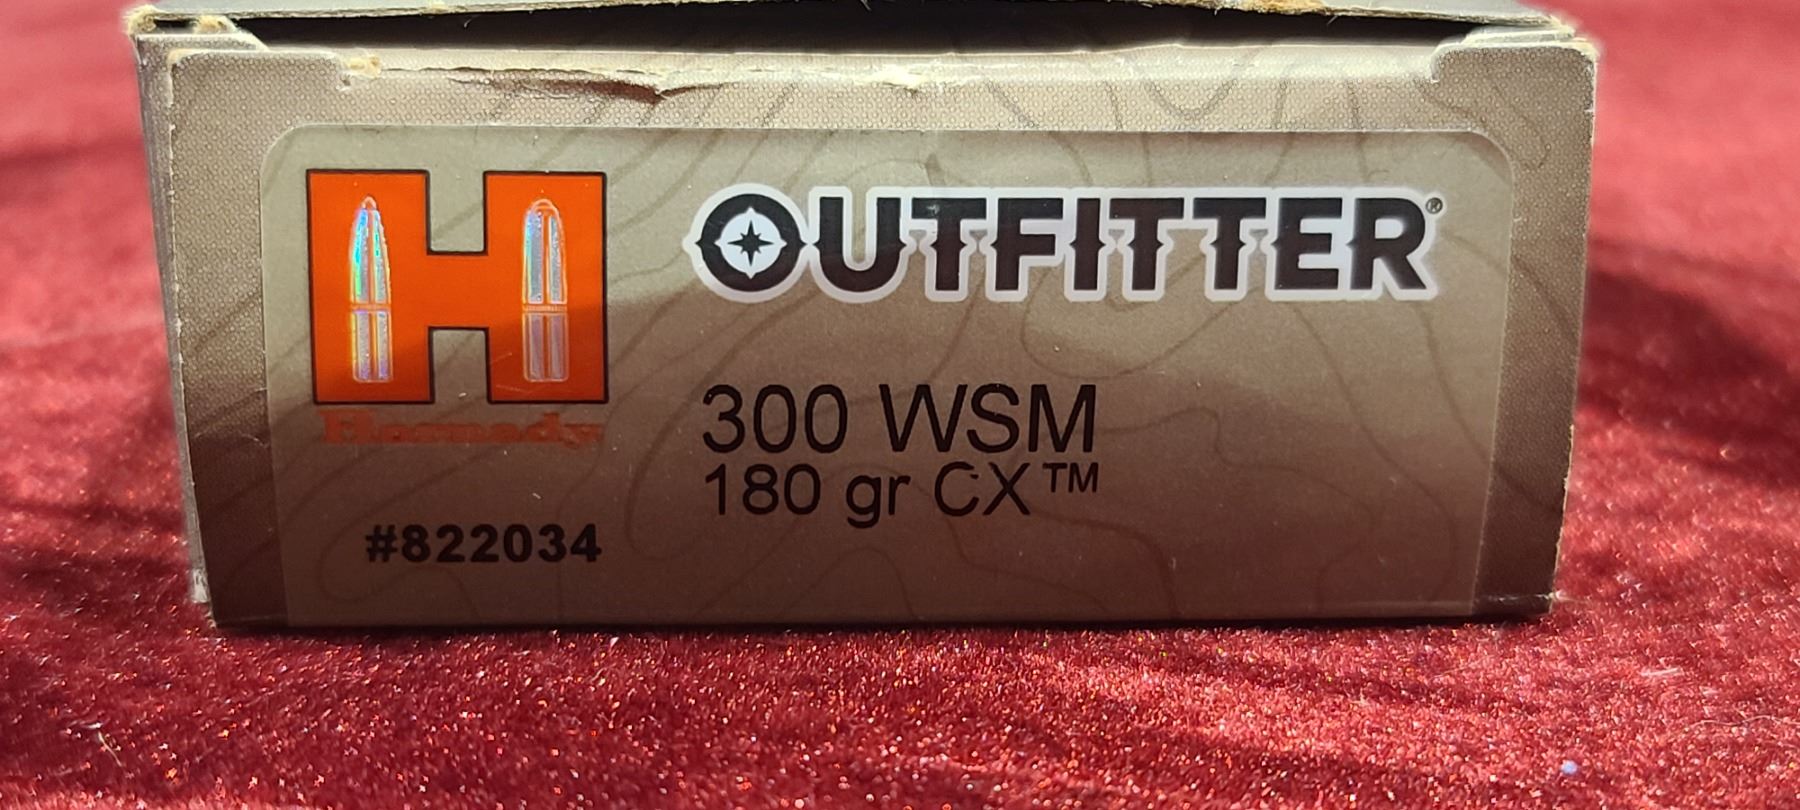 OUTFITTER®
Hornady
300 WSM
180 gr CX™
#822034